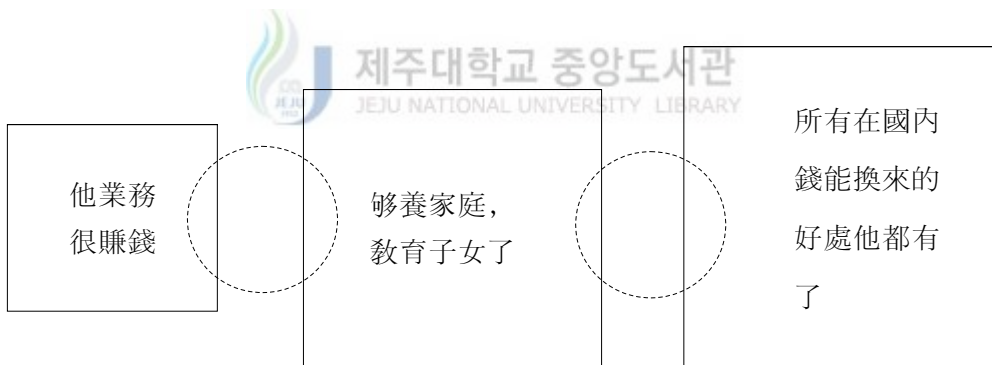 제주대학교 중앙도서관
JEJU NATIONAL UNIVERSITY LIBRARY
他業務
很賺錢
够養家庭,
敎育子女了
所有在國內
錢能換來的
好處他都有
了